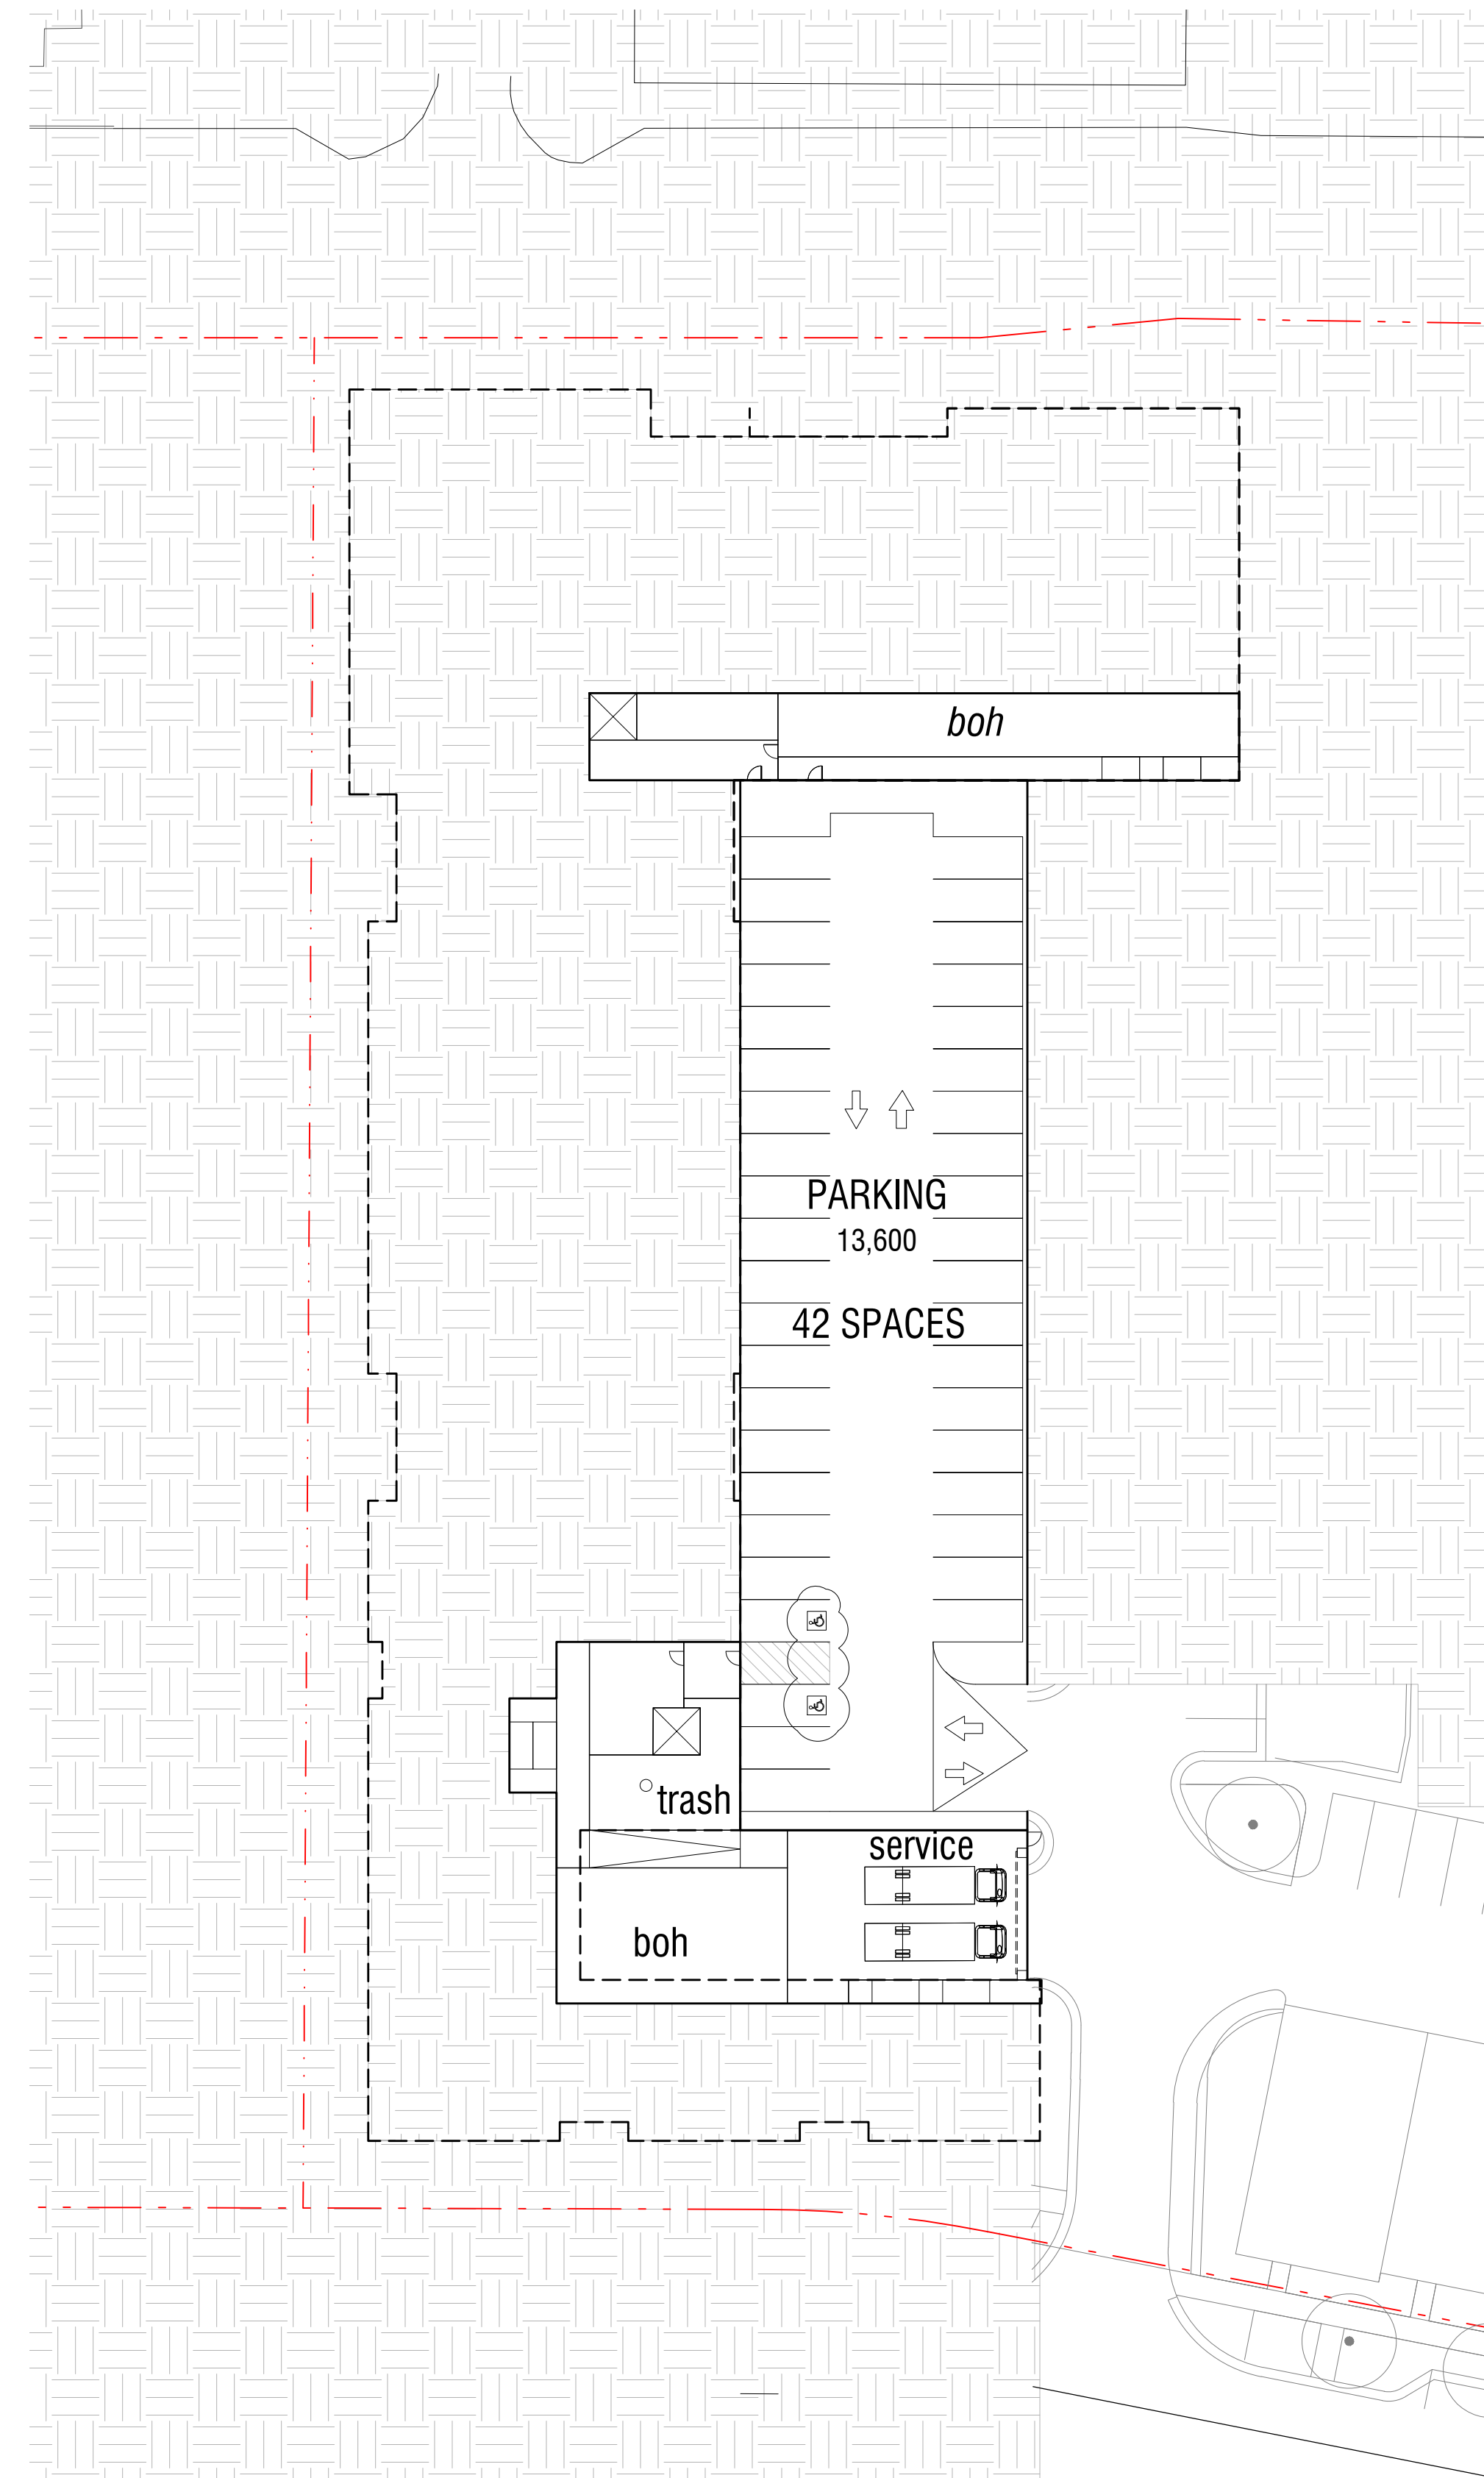 boh
PARKING
13,600
42 SPACES
trash
service
boh